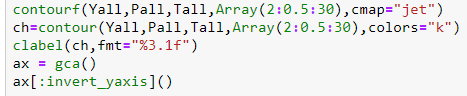 contourf(Yall,Pall,Tall,Array(2:0.5:30),cmap="jet")
ch=contour(Yall,Pall,Tall,Array(2:0.5:30),colors="k")
clabel(ch,fmt="%3.1f"
ax = gca()
ax[:invert_yaxis]()